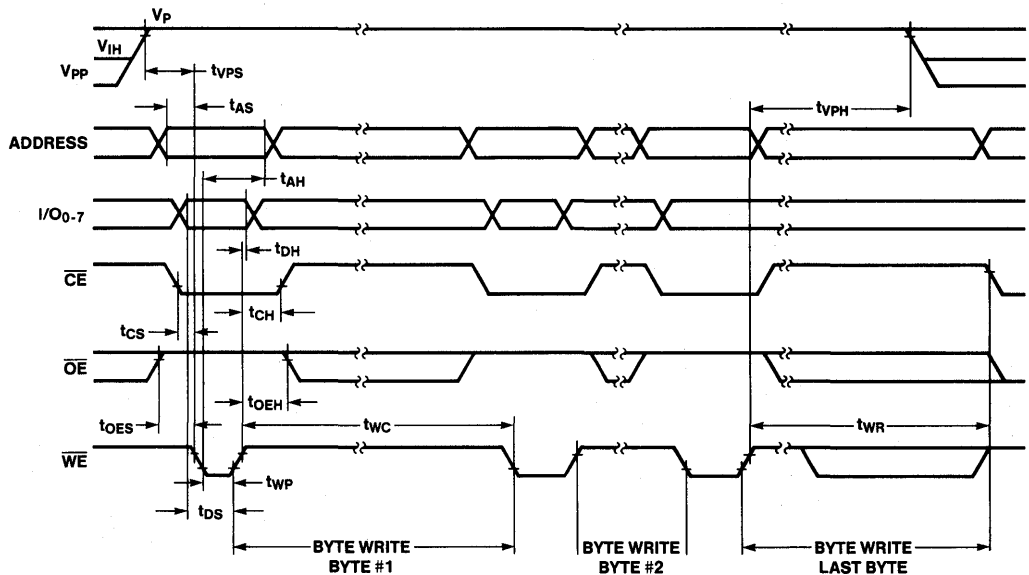 VP
VIH
VPP
tVPS
tAS
tVPH
ADDRESS
tAH
I/O0-7
tDH
CE
tCS
tCH
OE
tOES
tOEH
tWC
tWR
WE
tWP
tDS
BYTE WRITE
BYTE #1
BYTE WRITE
BYTE #2
BYTE WRITE
LAST BYTE